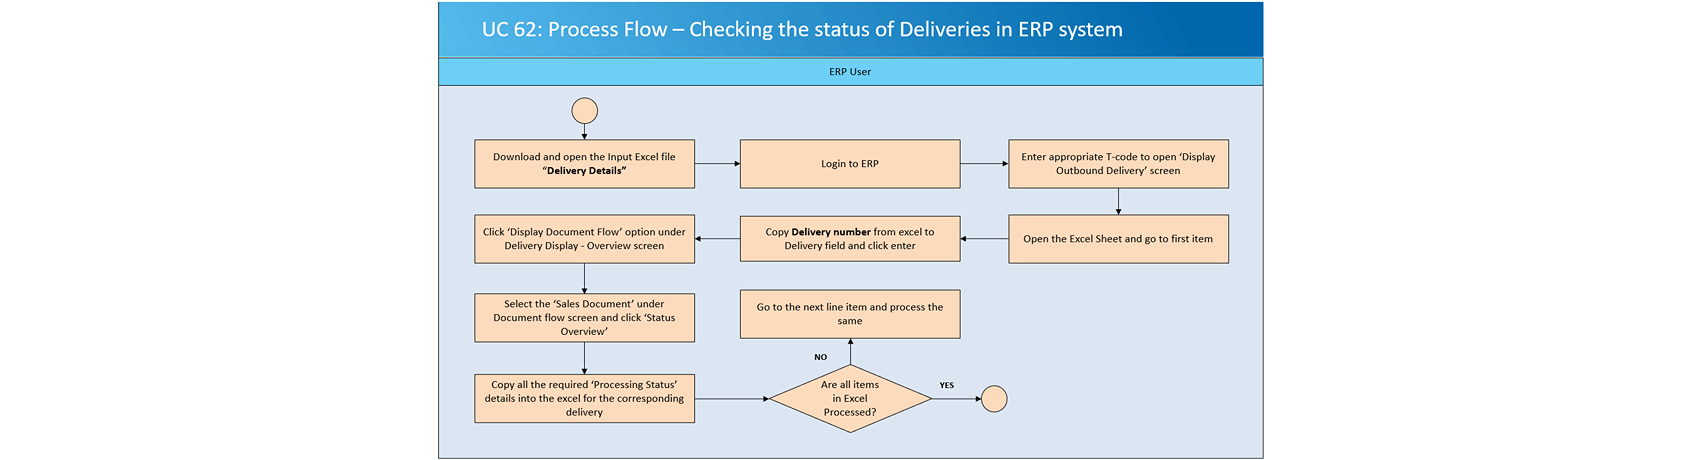 UC 62: Process Flow – Checking the status of Deliveries in ERP system
ERP User
Download and open the Input Excel file
“Delivery Details”
Login to ERP
Enter appropriate T-code to open ‘Display
Outbound Delivery’ screen
Click ‘Display Document Flow’ option under
Delivery Display - Overview screen
Copy Delivery number from excel to
Delivery field and click enter
Open the Excel Sheet and go to first item
Select the ‘Sales Document’ under
Document flow screen and click ‘Status
Overview’
Go to the next line item and process the
same
NO
Copy all the required ‘Processing Status’
details into the excel for the corresponding
delivery
Are all items
in Excel
Processed?
YES